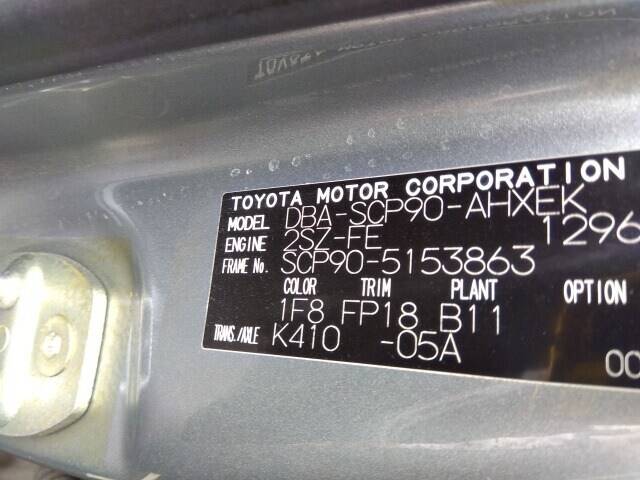 TOYOTA MOTOR CORPORATION
MODEL DBA-SCP90-AHXEK
ENGINE 2SZ-FE 1296
FRAME No. SCP90-5153863
COLOR TRIM PLANT OPTION
1F8 FP18 B11
TRANS./AXLE K410 -05A